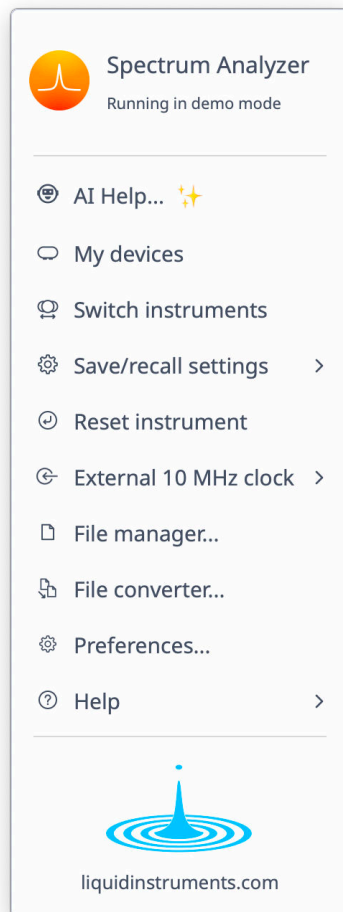 Spectrum Analyzer
Running in demo mode
AI Help... ✨
My devices
Switch instruments
Save/recall settings
Reset instrument
External 10 MHz clock
File manager...
File converter...
Preferences...
Help
liquidinstruments.com